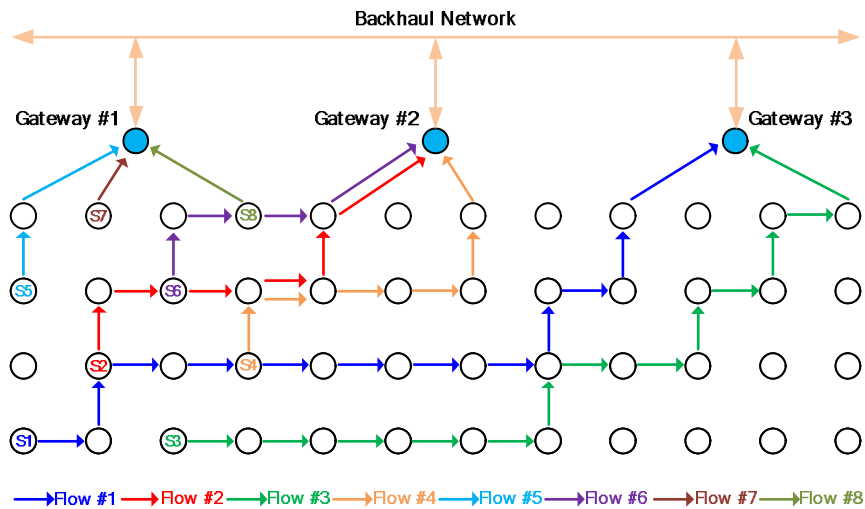 Backhaul Network
Gateway #1 Gateway #2 Gateway #3
S7 S8
S5 S6
S2 S4
S1 S3
Flow #1 Flow #2 Flow #3 Flow #4 Flow #5 Flow #6 Flow #7 Flow #8